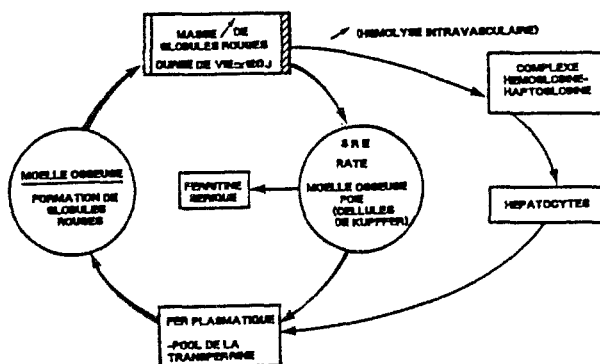 MASSE DE
GLOBULES ROUGES
DUREE DE VIE ≃ 120 J
(HEMOLYSE INTRAVASCULAIRE)
COMPLEXE
HEMOGLOBINE-
HAPTOGLOBINE
S R E
RATE
MOELLE OSSEUSE
FOIE
(CELLULES
DE KUPFFER)
MOELLE OSSEUSE
FORMATION DE
GLOBULES
ROUGES
FERRITINE
SERIQUE
HEPATOCYTES
FER PLASMATIQUE
-POOL DE LA
TRANSFERRINE